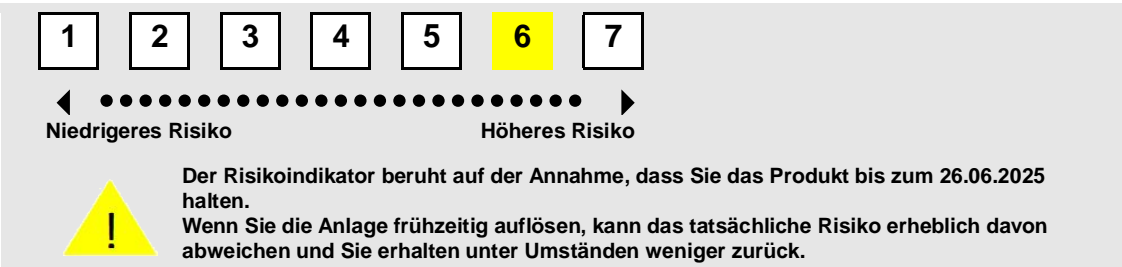 1 2 3 4 5 6 7
Niedrigeres Risiko Höheres Risiko
Der Risikoindikator beruht auf der Annahme, dass Sie das Produkt bis zum 26.06.2025
halten.
Wenn Sie die Anlage frühzeitig auflösen, kann das tatsächliche Risiko erheblich davon
abweichen und Sie erhalten unter Umständen weniger zurück.
!